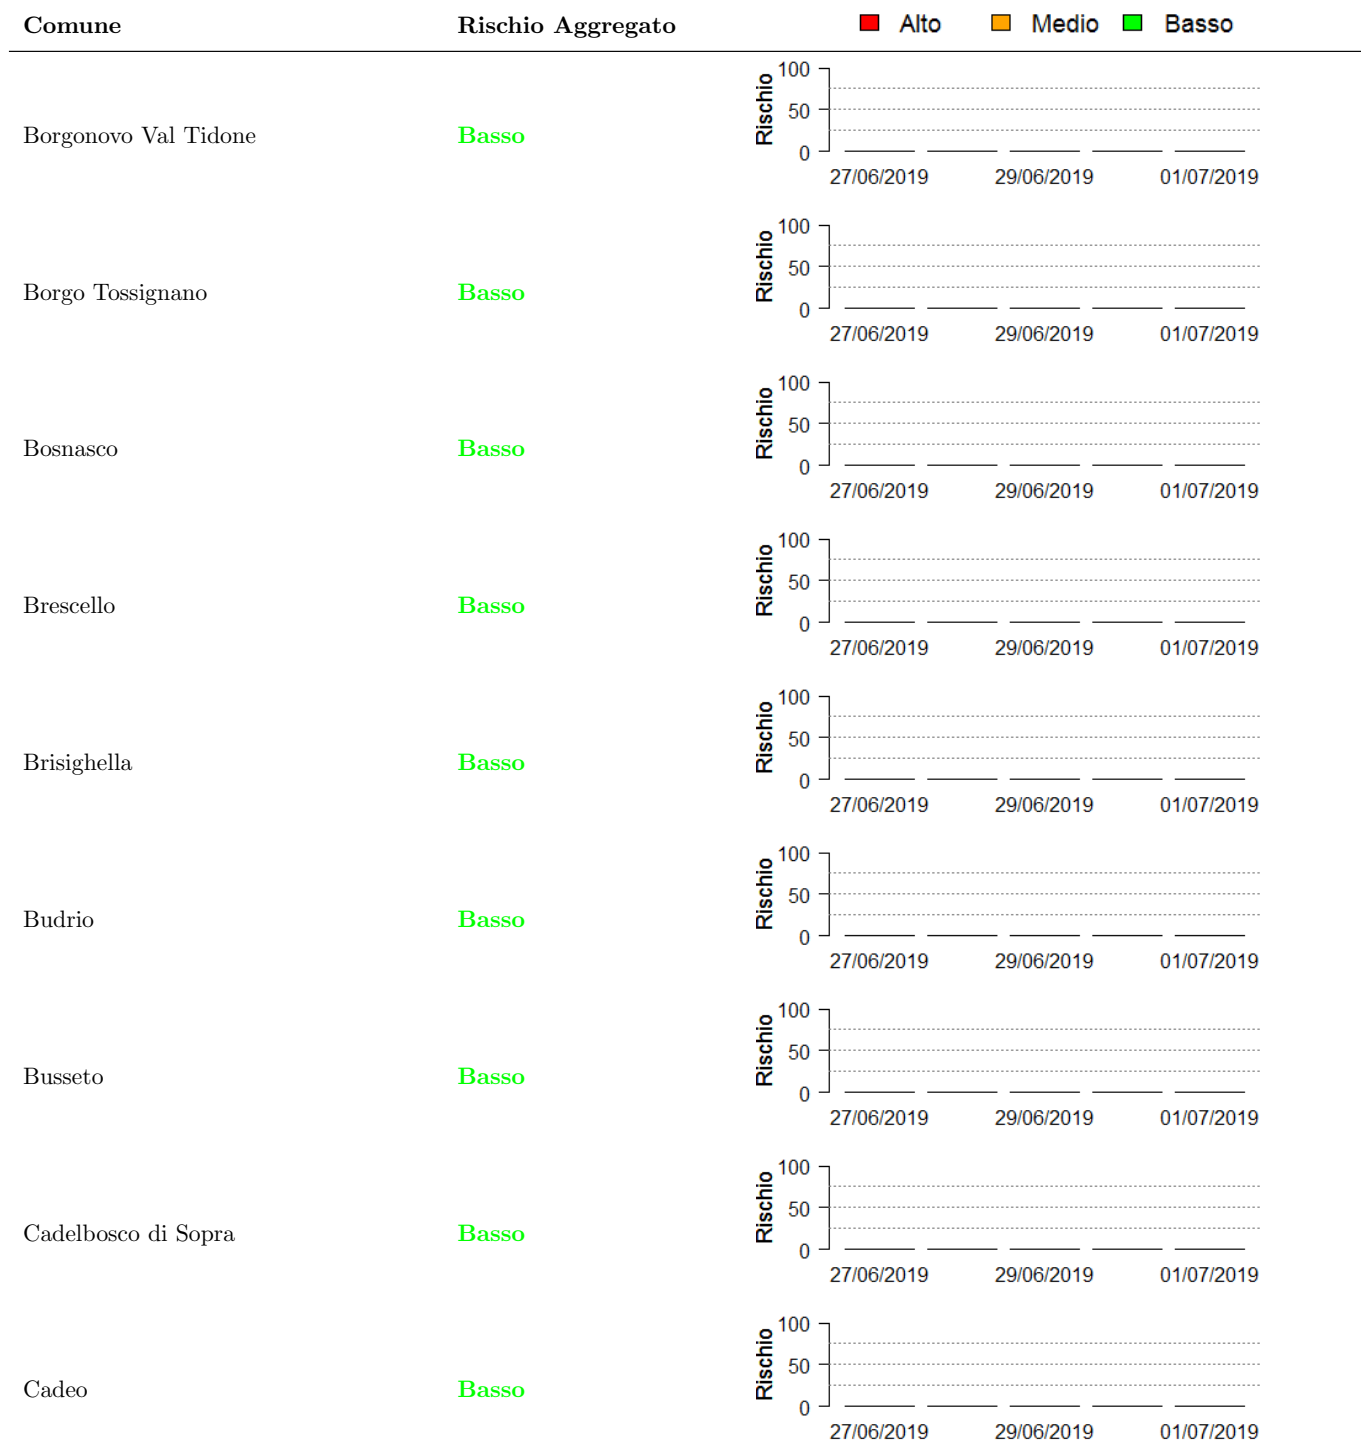 Comune Rischio Aggregato Alto Medio Basso
100
50
0
Rischio
Borgonovo Val Tidone Basso
27/06/2019 29/06/2019 01/07/2019
100
50
0
Rischio
Borgo Tossignano Basso
27/06/2019 29/06/2019 01/07/2019
100
50
0
Rischio
Bosnasco Basso
27/06/2019 29/06/2019 01/07/2019
100
50
0
Rischio
Brescello Basso
27/06/2019 29/06/2019 01/07/2019
100
50
0
Rischio
Brisighella Basso
27/06/2019 29/06/2019 01/07/2019
100
50
0
Rischio
Budrio Basso
27/06/2019 29/06/2019 01/07/2019
100
50
0
Rischio
Busseto Basso
27/06/2019 29/06/2019 01/07/2019
100
50
0
Rischio
Cadelbosco di Sopra Basso
27/06/2019 29/06/2019 01/07/2019
100
50
0
Rischio
Cadeo Basso
27/06/2019 29/06/2019 01/07/2019